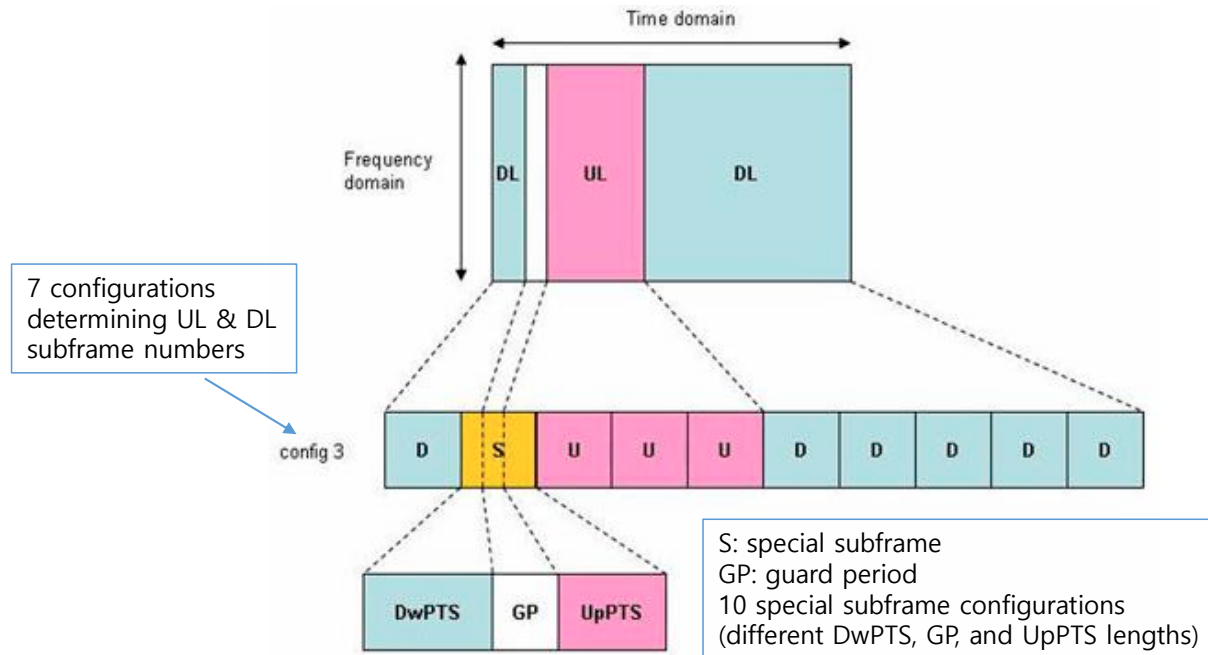 Time domain
Frequency
domain
DL
UL
DL
7 configurations
determining UL & DL
subframe numbers
config 3
D
S
U
U
U
D
D
D
D
D
DwPTS
GP
UpPTS
S: special subframe
GP: guard period
10 special subframe configurations
(different DwPTS, GP, and UpPTS lengths)